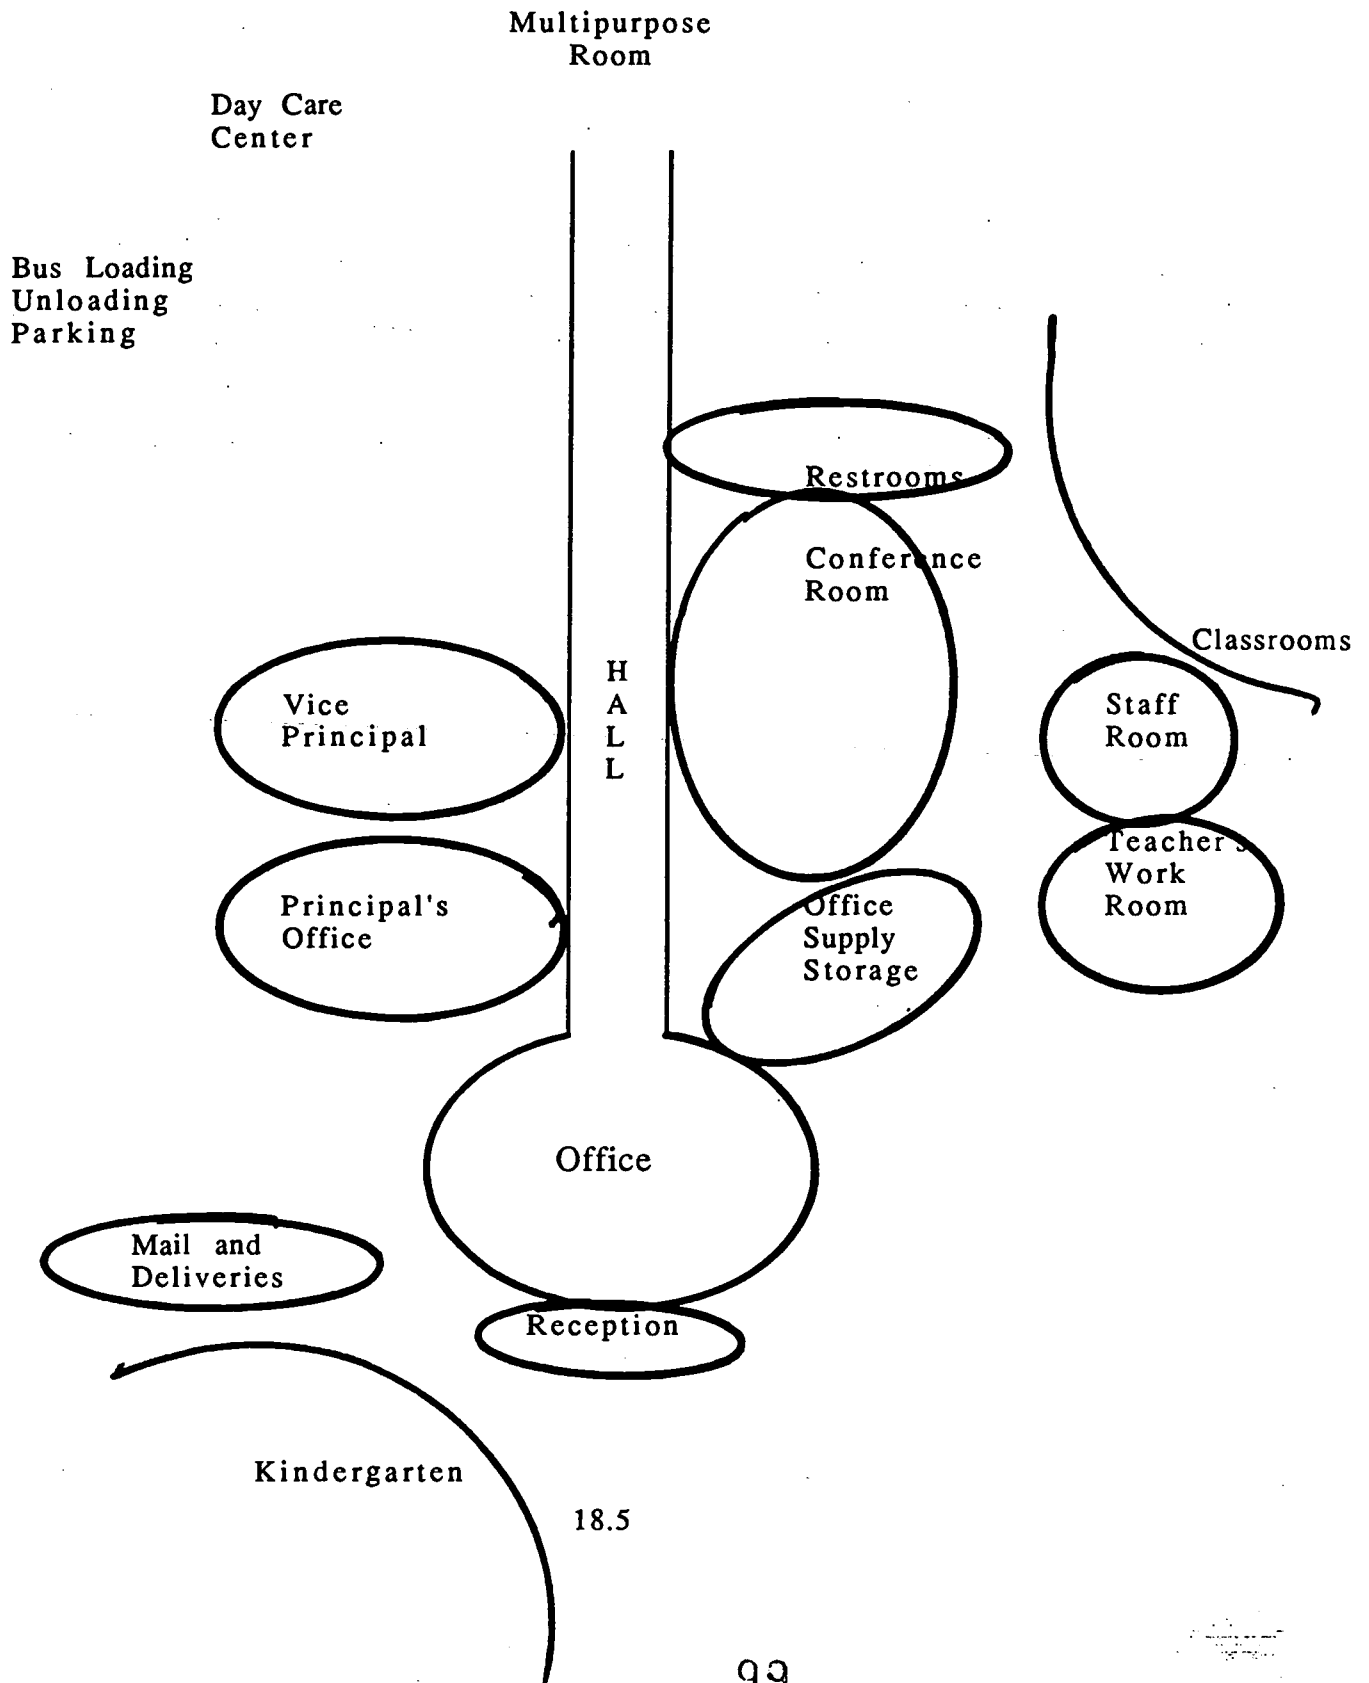 Multipurpose
Room
Day Care
Center
Bus Loading
Unloading
Parking
Restrooms
Conference
Room
Classrooms
H
A
L
L
Vice
Principal
Staff
Room
Teacher's
Work
Room
Principal's
Office
Office
Supply
Storage
Office
Mail and
Deliveries
Reception
Kindergarten
18.5